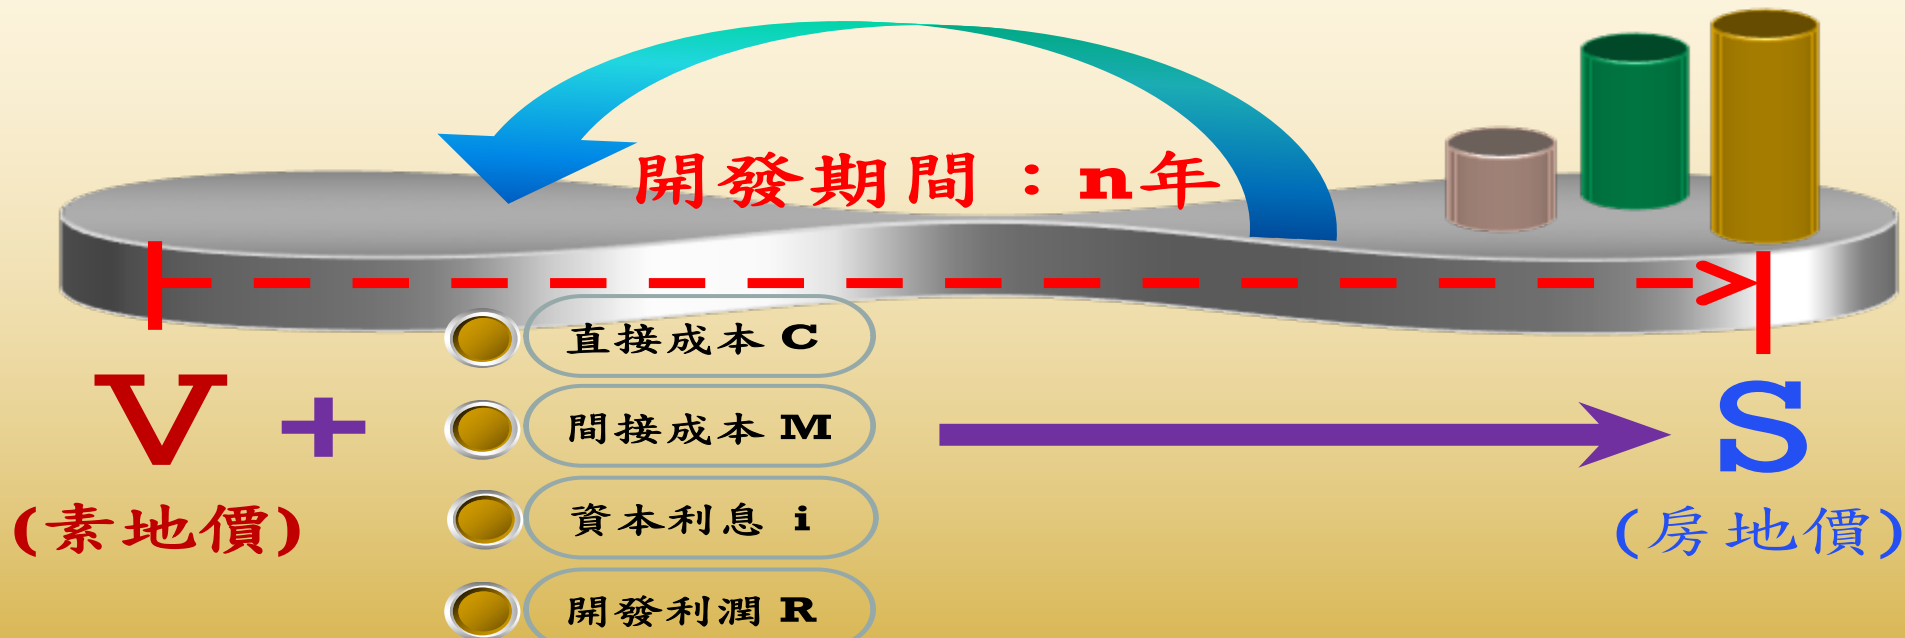 開發期間：n年
直接成本 C
V + 間接成本 M S
(素地價) 資本利息 i (房地價)
開發利潤 R